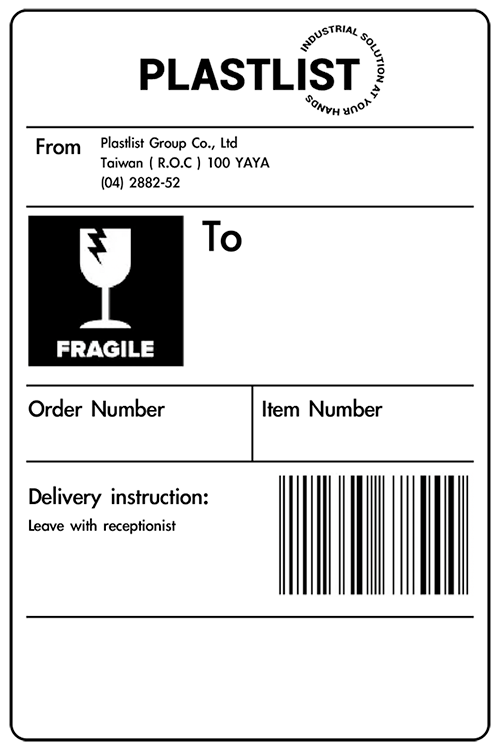 PLASTLIST
INDUSTRIAL SOLUTION AT YOUR HANDS
From
Plastlist Group Co., Ltd
Taiwan ( R.O.C ) 100 YAYA
(04) 2882-52
To
FRAGILE
Order Number
Item Number
Delivery instruction:
Leave with receptionist